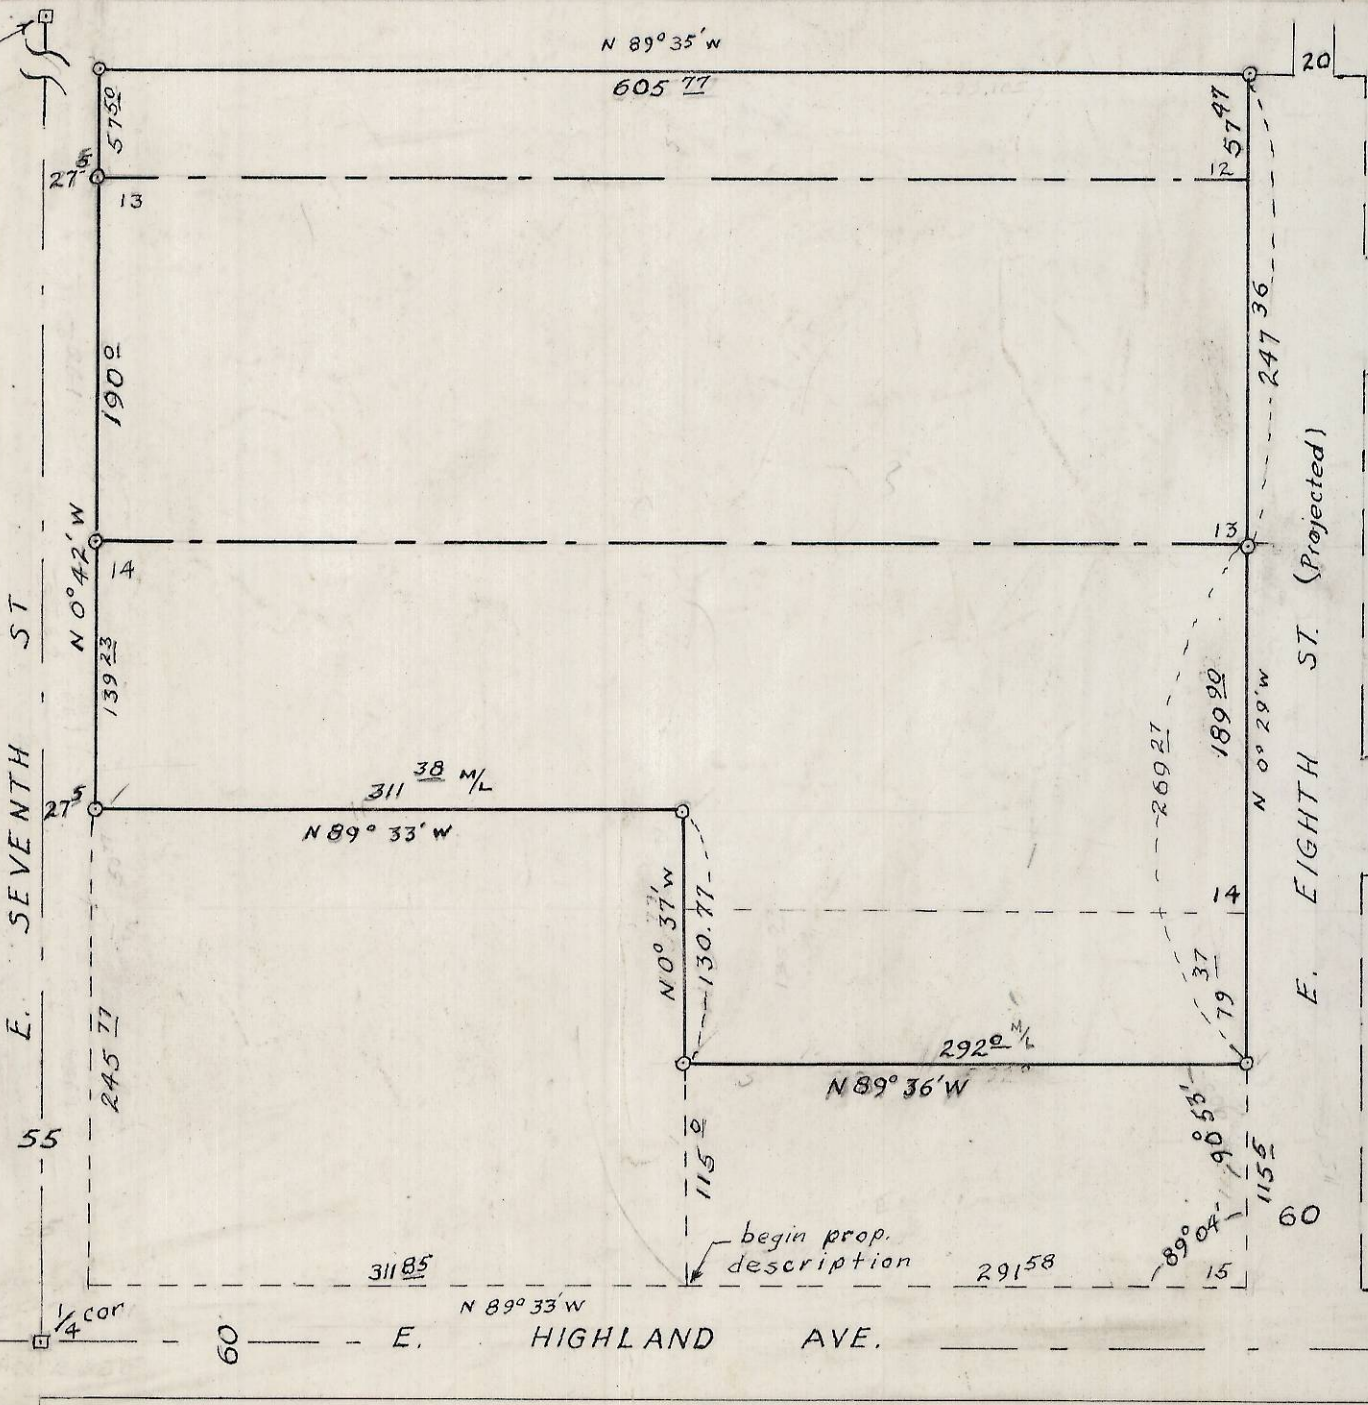 N 89° 35' W
605 77
20
57 50
57 47
27 5
13
12
190 0
247 36
N 0° 42' W
14
13
139 23
E. SEVENTH ST
E. EIGHTH ST. (Projected)
189 90
N 0° 29' W
269 27
311 38 M/L
27 5
N 89° 33' W
N 0° 37' W
130.77
14
79 37
292 0 M/L
N 89° 36' W
245 77
55
115 0
90° 53'
115 5
60
89° 04'
begin prop.
description
311 85
291 58
15
N 89° 33' W
1/4 cor
60
E. HIGHLAND AVE.